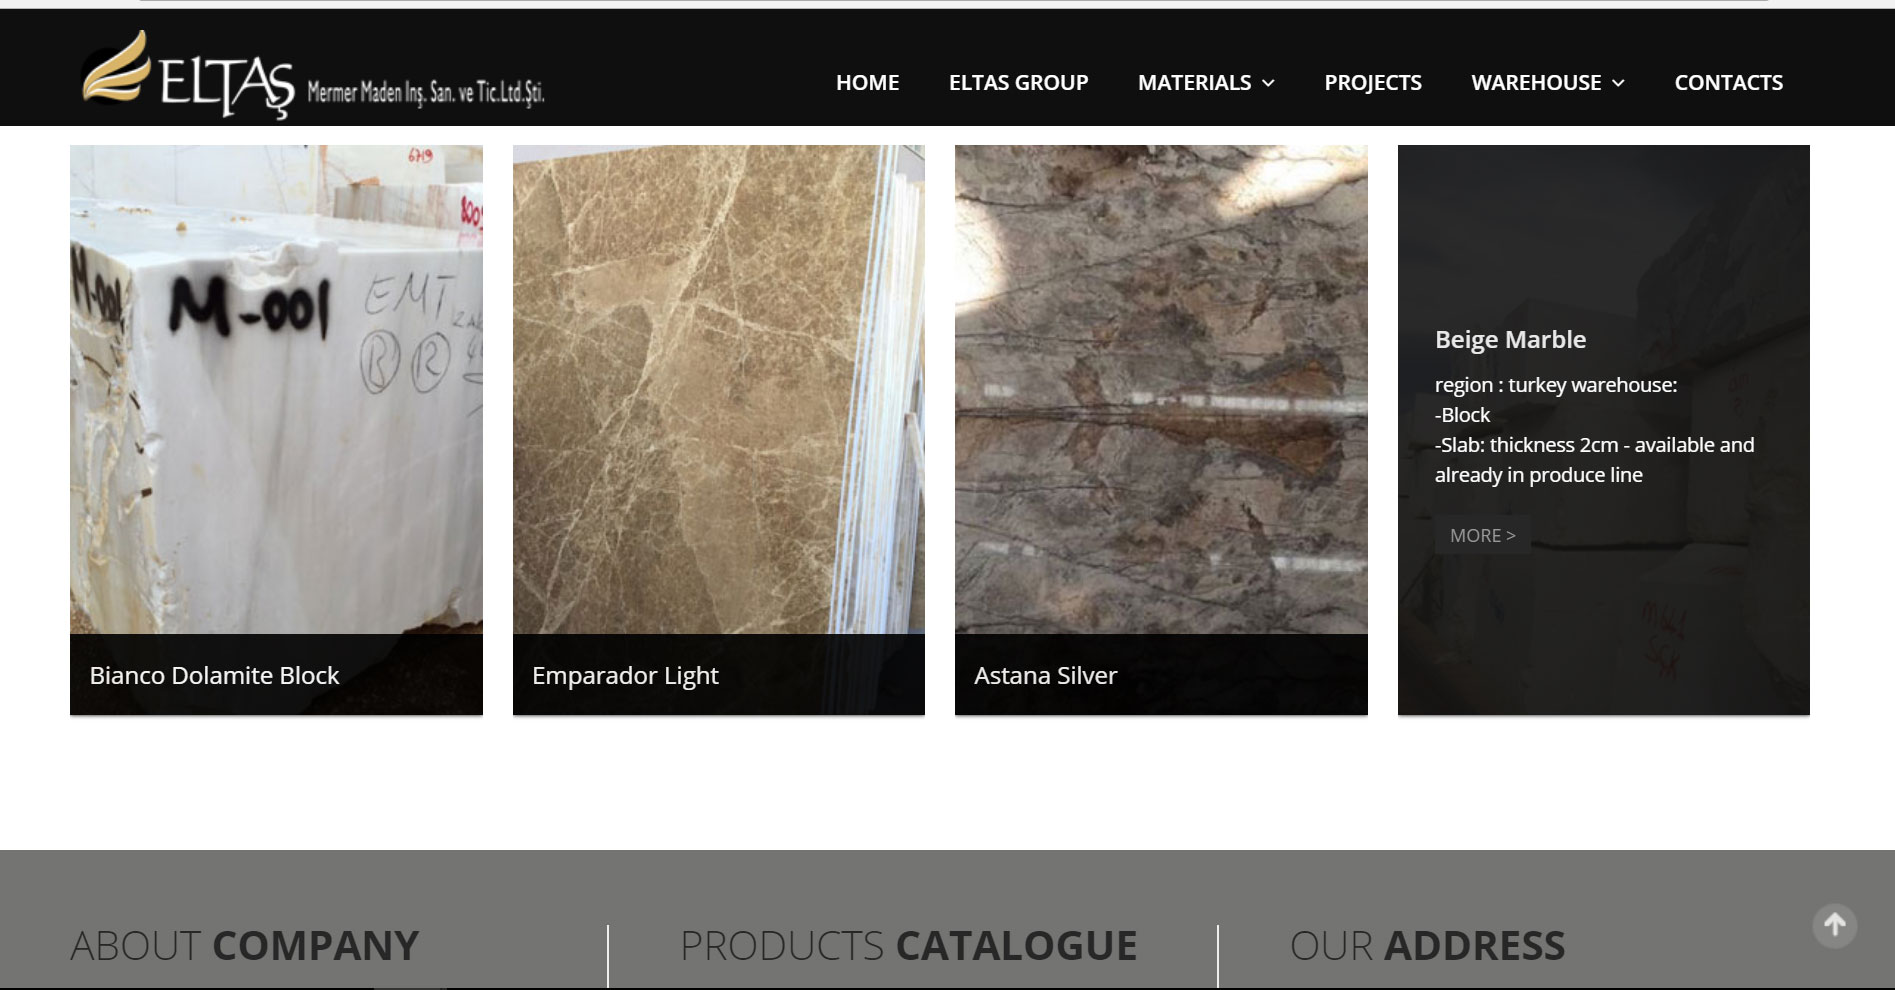 ELTAŞ Mermer Maden Inş. San. ve Tic.Ltd.Şti.
HOME ELTAS GROUP MATERIALS PROJECTS WAREHOUSE CONTACTS
6719
M-001
M-001
EMT
R R
Bianco Dolamite Block
Emparador Light
Astana Silver
Beige Marble
region : turkey warehouse:
-Block
-Slab: thickness 2cm - available and
already in produce line
MORE >
ABOUT COMPANY
PRODUCTS CATALOGUE
OUR ADDRESS